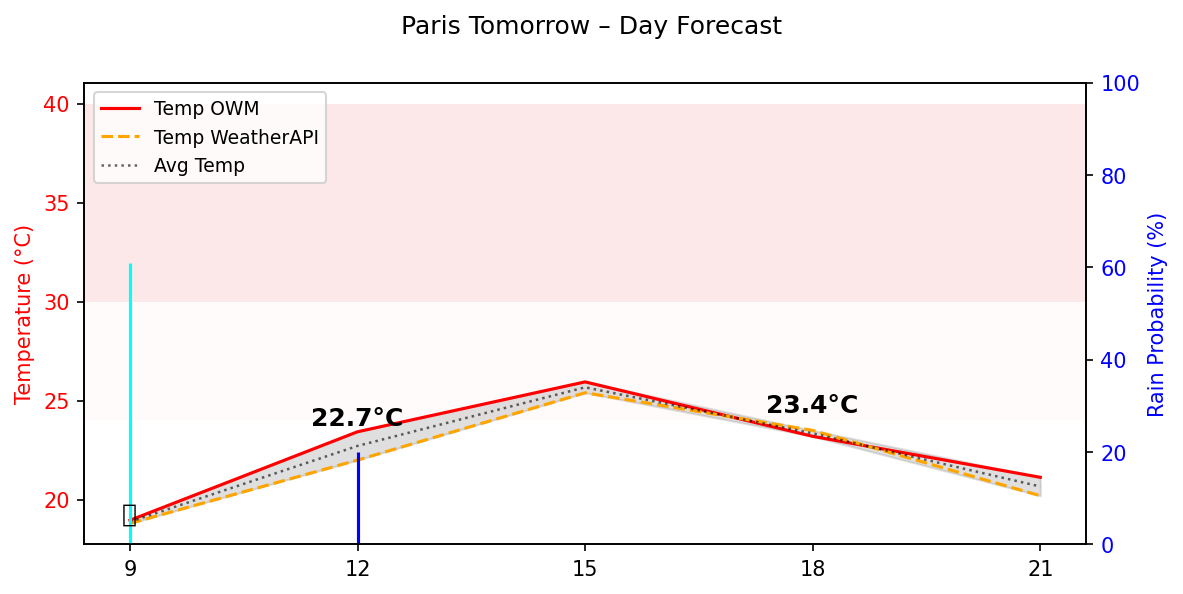 Paris Tomorrow – Day Forecast
Temp OWM
Temp WeatherAPI
Avg Temp
Temperature (°C)
40
35
30
25
20
22.7°C
23.4°C
100
80
60
40
20
0
Rain Probability (%)
9
12
15
18
21